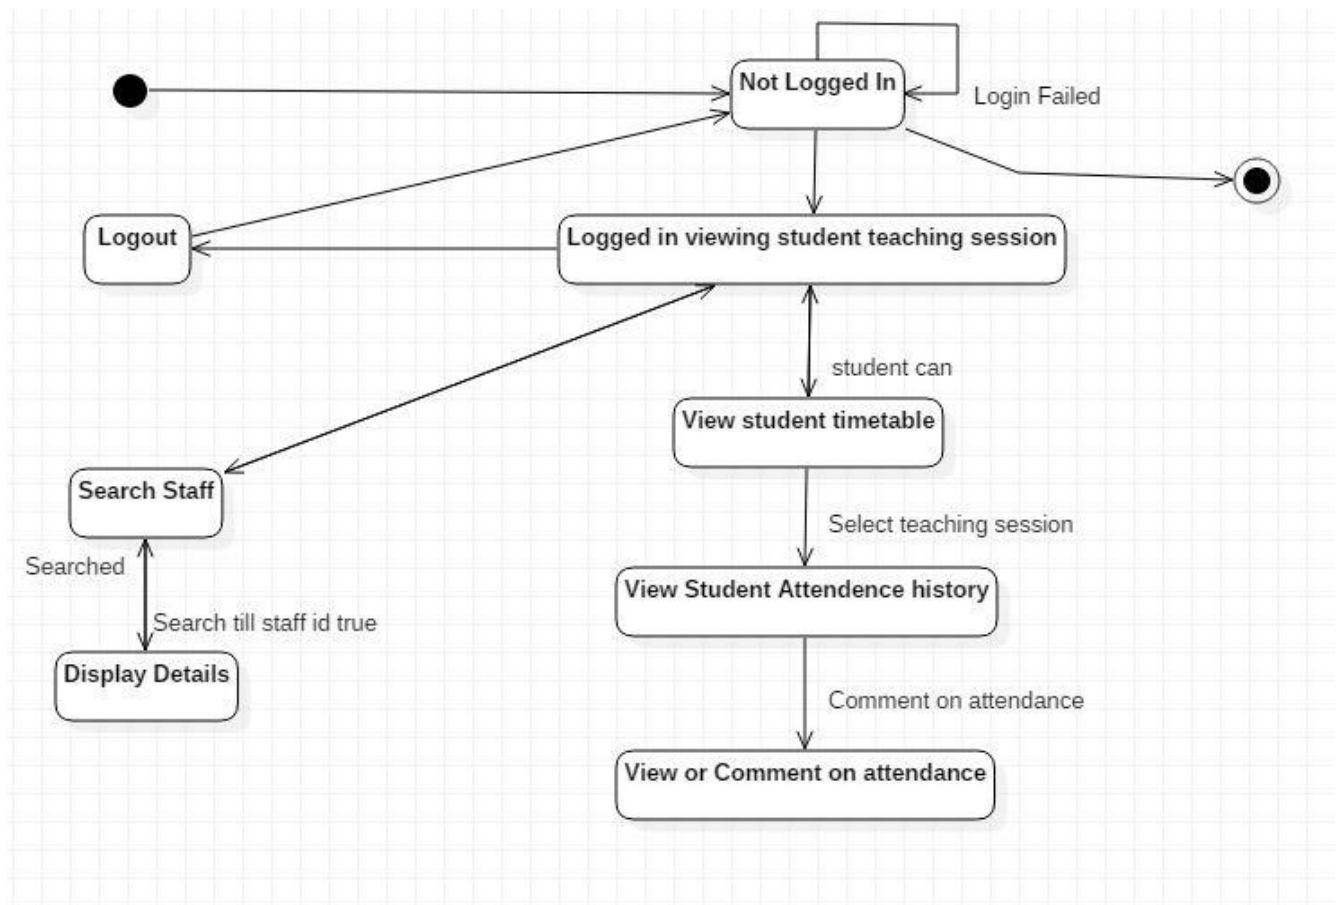 Not Logged In
Login Failed
Logout
Logged in viewing student teaching session
student can
View student timetable
Search Staff
Select teaching session
Searched
View Student Attendence history
Search till staff id true
Display Details
Comment on attendance
View or Comment on attendance